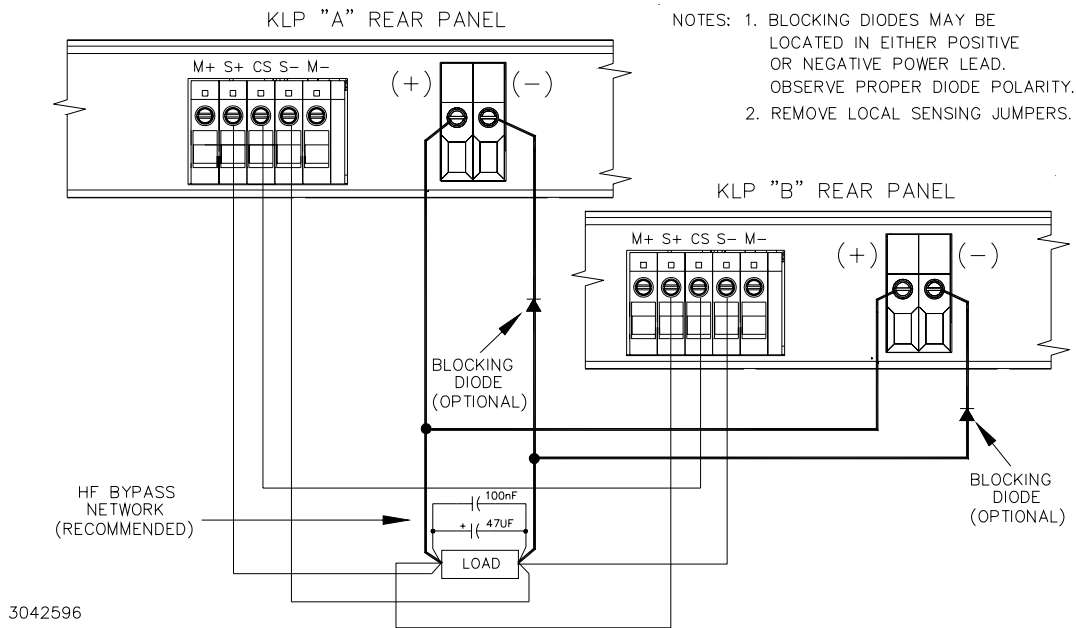 KLP "A" REAR PANEL
NOTES: 1. BLOCKING DIODES MAY BE
LOCATED IN EITHER POSITIVE
OR NEGATIVE POWER LEAD.
OBSERVE PROPER DIODE POLARITY.
2. REMOVE LOCAL SENSING JUMPERS.
M+ S+ CS S- M-
(+) (-)
KLP "B" REAR PANEL
M+ S+ CS S- M-
(+) (-)
BLOCKING
DIODE
(OPTIONAL)
BLOCKING
DIODE
(OPTIONAL)
HF BYPASS
NETWORK
(RECOMMENDED)
100nF
+ 47UF
LOAD
3042596